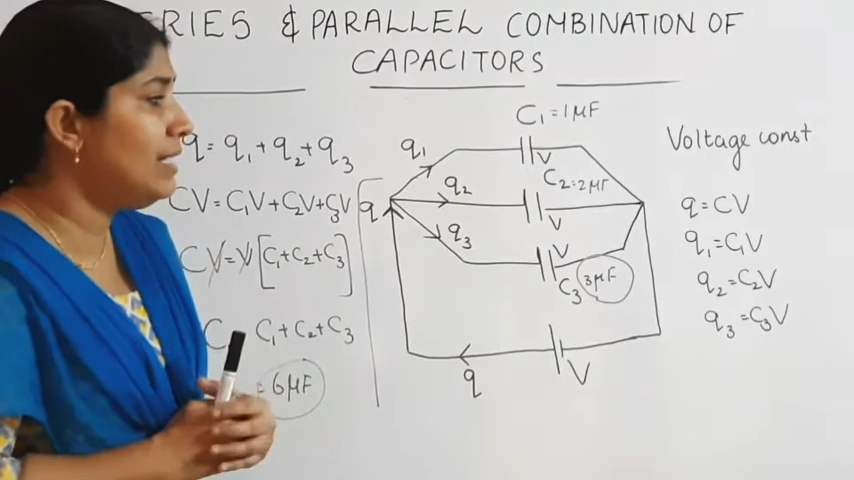 ERIES & PARALLEL COMBINATION OF
CAPACITORS
q = q₁ + q₂ + q₃
CV = C₁V + C₂V + C₃V
CV = V [C₁ + C₂ + C₃]
C C₁ + C₂ + C₃
= 6μF
q₁
C₁ = 1μF
V
q₂
C₂ = 2μF
V
q
q₃
V
C₃ 3μF
q
V
Voltage const
q = CV
q₁ = C₁V
q₂ = C₂V
q₃ = C₃V